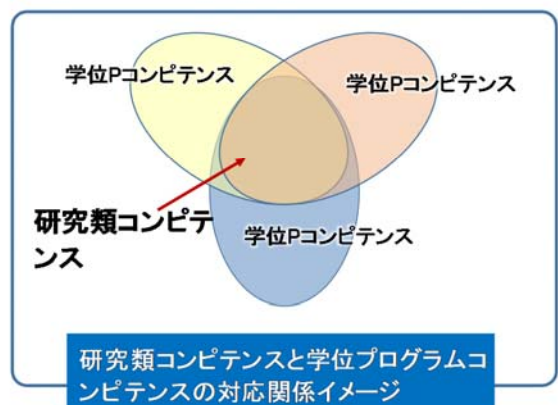 学位Pコンピテンス
学位Pコンピテンス
研究類コンピテ
ンス
学位Pコンピテンス
研究類コンピテンスと学位プログラムコ
ンピテンスの対応関係イメージ